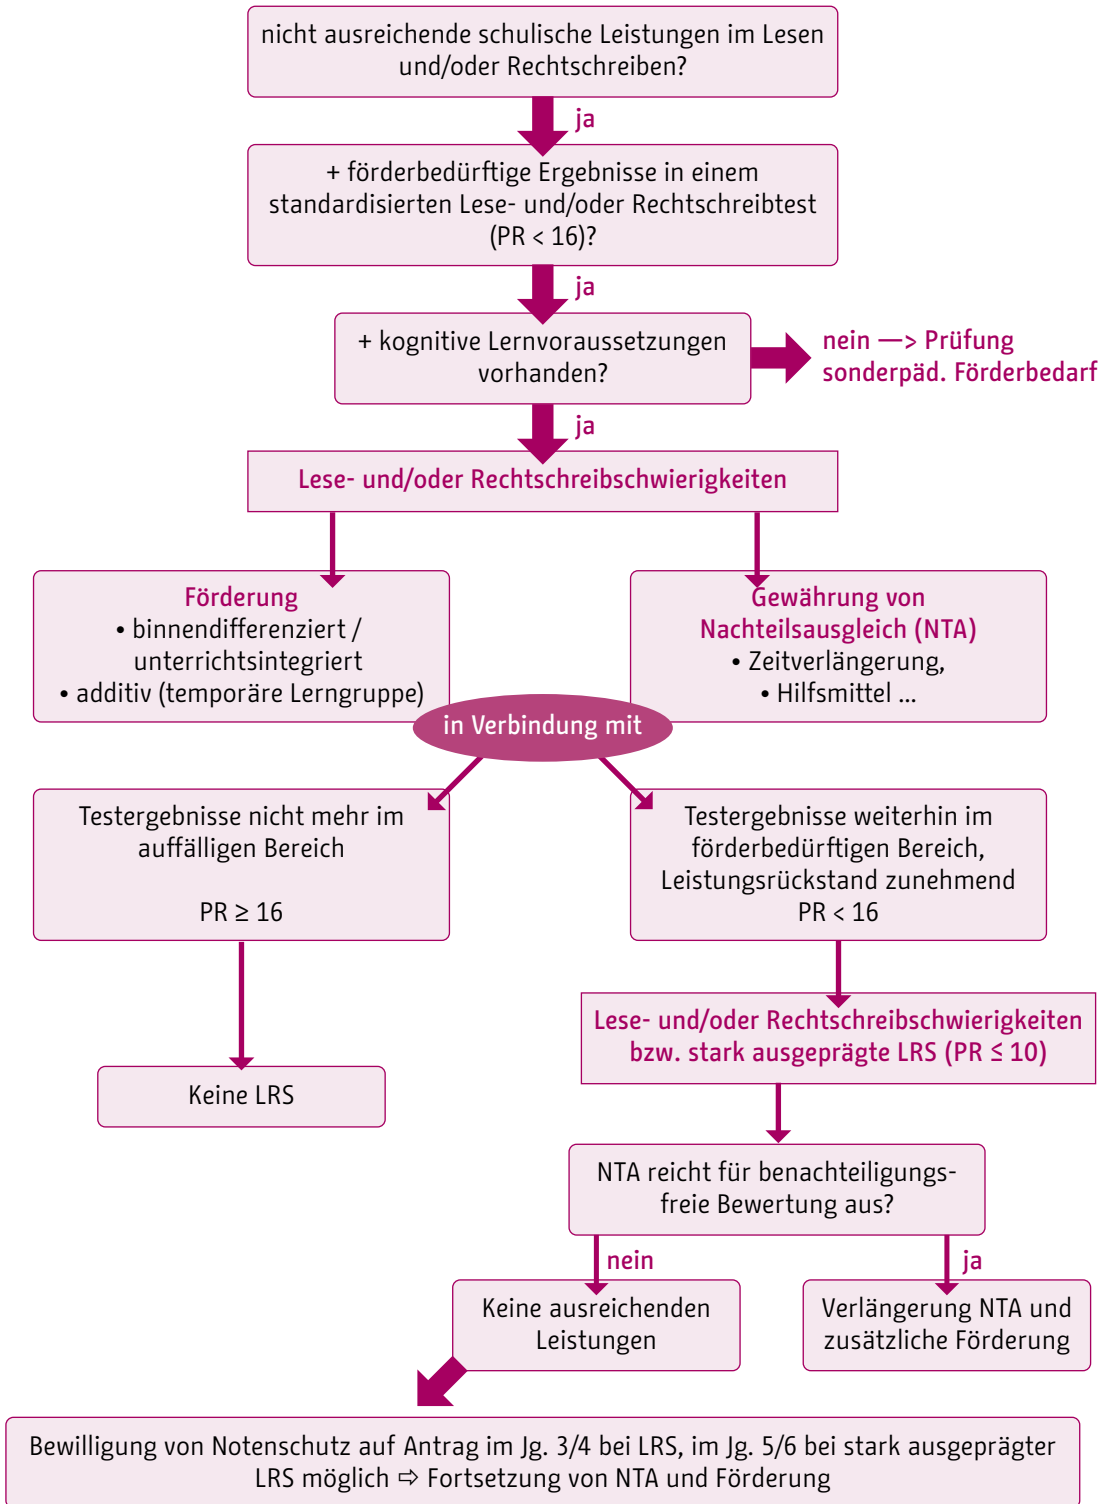 nicht ausreichende schulische Leistungen im Lesen
und/oder Rechtschreiben?
ja
+ förderbedürftige Ergebnisse in einem
standardisierten Lese- und/oder Rechtschreibtest
(PR < 16)?
ja
+ kognitive Lernvoraussetzungen
vorhanden?
nein —> Prüfung
sonderpäd. Förderbedarf
ja
Lese- und/oder Rechtschreibschwierigkeiten
Förderung
• binnendifferenziert /
unterrichtsintegriert
• additiv (temporäre Lerngruppe)
Gewährung von
Nachteilsausgleich (NTA)
• Zeitverlängerung,
• Hilfsmittel ...
in Verbindung mit
Testergebnisse nicht mehr im
auffälligen Bereich
PR ≥ 16
Testergebnisse weiterhin im
förderbedürftigen Bereich,
Leistungsrückstand zunehmend
PR < 16
Lese- und/oder Rechtschreibschwierigkeiten
bzw. stark ausgeprägte LRS (PR ≤ 10)
Keine LRS
NTA reicht für benachteiligungs-
freie Bewertung aus?
nein
ja
Keine ausreichenden
Leistungen
Verlängerung NTA und
zusätzliche Förderung
Bewilligung von Notenschutz auf Antrag im Jg. 3/4 bei LRS, im Jg. 5/6 bei stark ausgeprägter
LRS möglich ⇨ Fortsetzung von NTA und Förderung